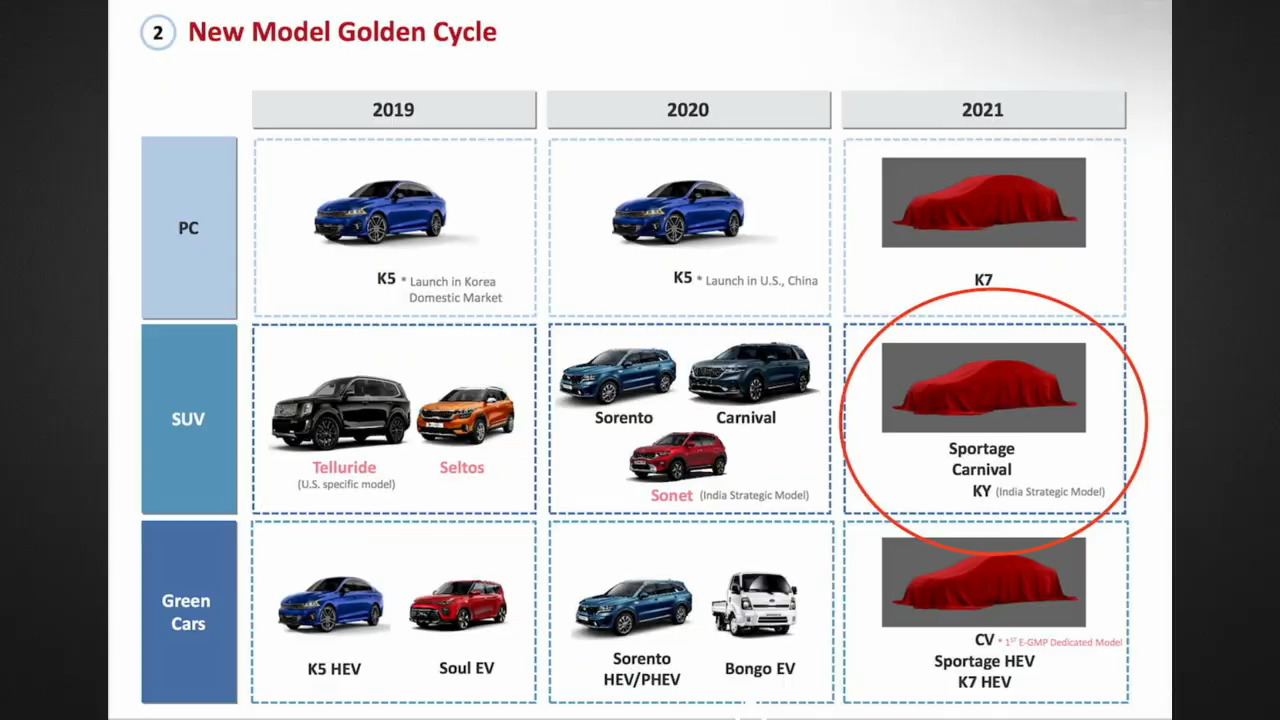 2 New Model Golden Cycle
2019 2020 2021
PC
K5 * Launch in Korea
Domestic Market
K5 * Launch in U.S., China
K7
SUV
Telluride
(U.S. specific model)
Seltos
Sorento
Carnival
Sonet (India Strategic Model)
Sportage
Carnival
KY (India Strategic Model)
Green
Cars
K5 HEV
Soul EV
Sorento
HEV/PHEV
Bongo EV
CV * 1ST E-GMP Dedicated Model
Sportage HEV
K7 HEV